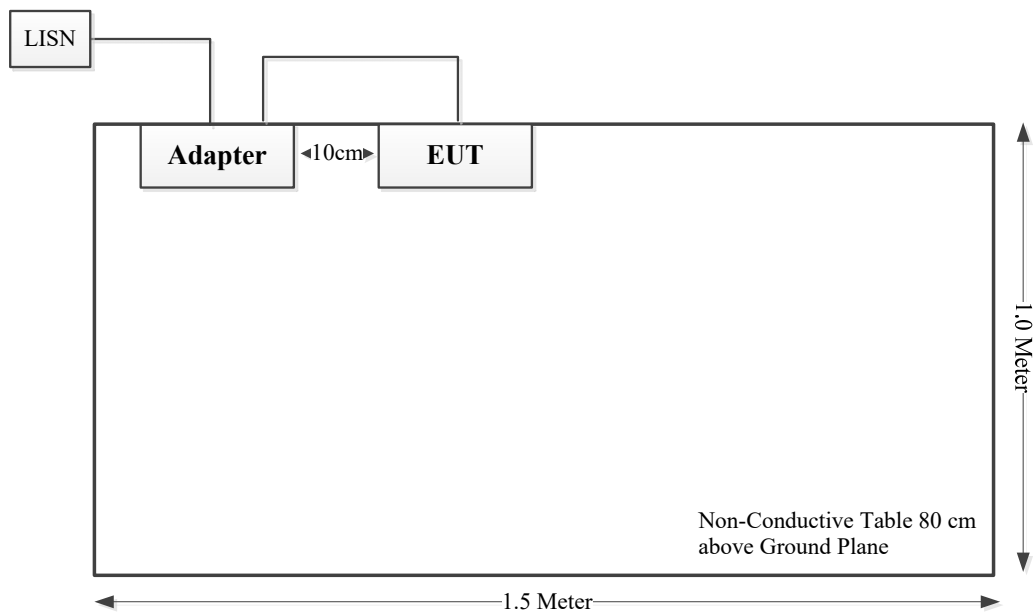 LISN
Adapter
10cm
EUT
1.0 Meter
Non-Conductive Table 80 cm
above Ground Plane
1.5 Meter